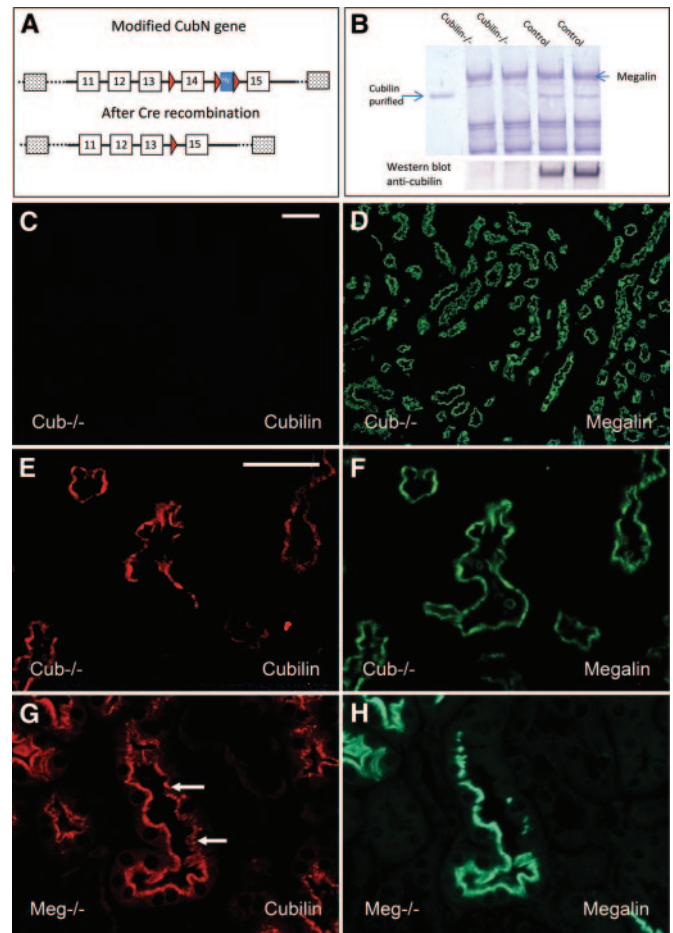 A
Modified CubN gene
11 12 13 14 15
After Cre recombination
11 12 13 15
B
Cubilin-/- Cubilin-/- Control Control
Megalin
Cubilin
purified
Western blot
anti-cubilin
C
Cub-/- Cubilin
D
Cub-/- Megalin
E
Cub-/- Cubilin
F
Cub-/- Megalin
G
Meg-/- Cubilin
H
Meg-/- Megalin